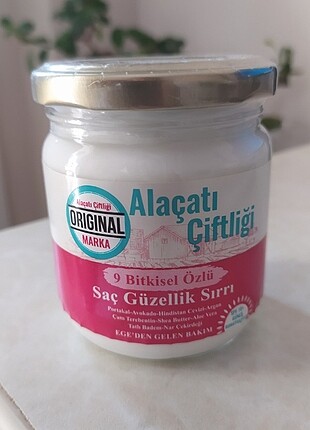 Alaçatı Çiftliği
ORIGINAL
MARKA
Alaçatı
Çiftliği
9 Bitkisel Özlü
Saç Güzellik Sırrı
Portakal-Avokado-Hindistan Cevizi-Argan
Çam Terebentin-Shea Butter-Aloe Vera
Tatlı Badem-Nar Çekirdeği
EGE'DEN GELEN BAKIM